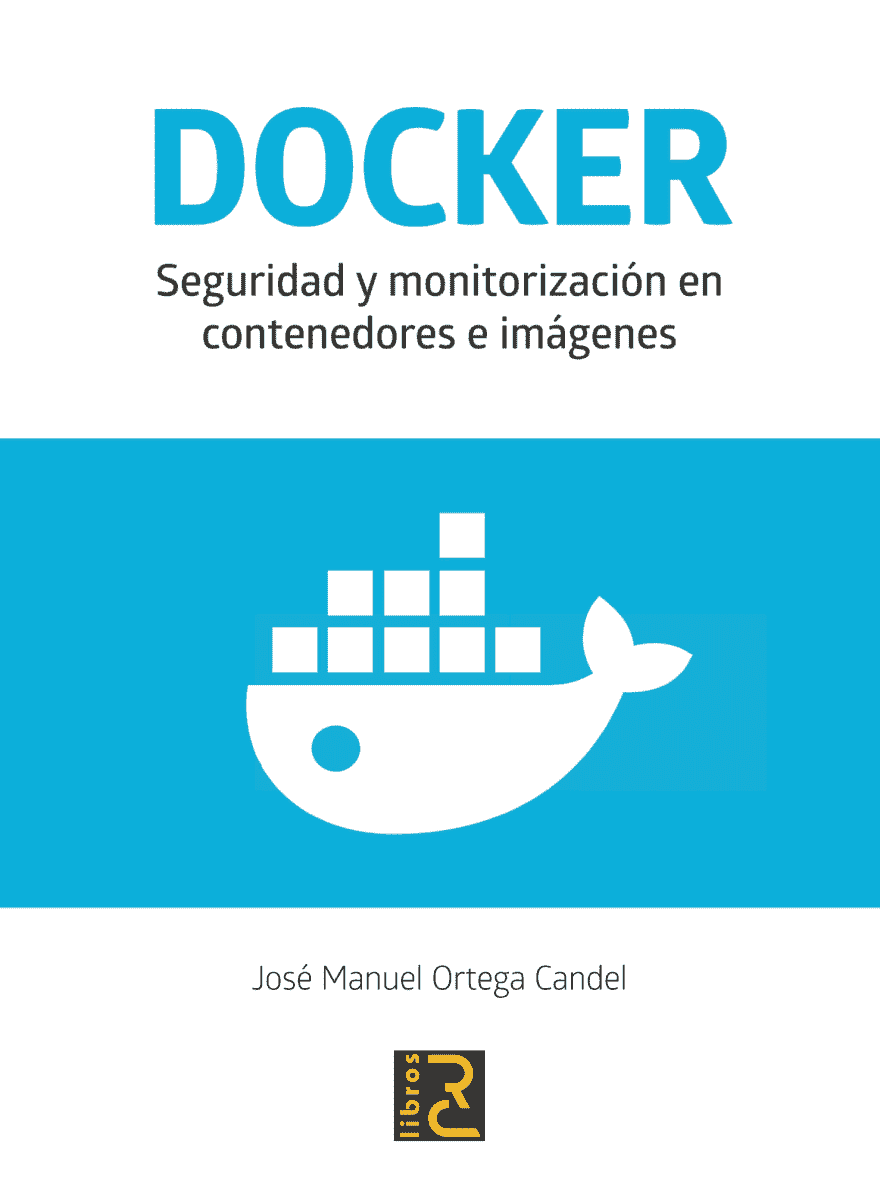 DOCKER
Seguridad y monitorización en
contenedores e imágenes
José Manuel Ortega Candel
libros
RC